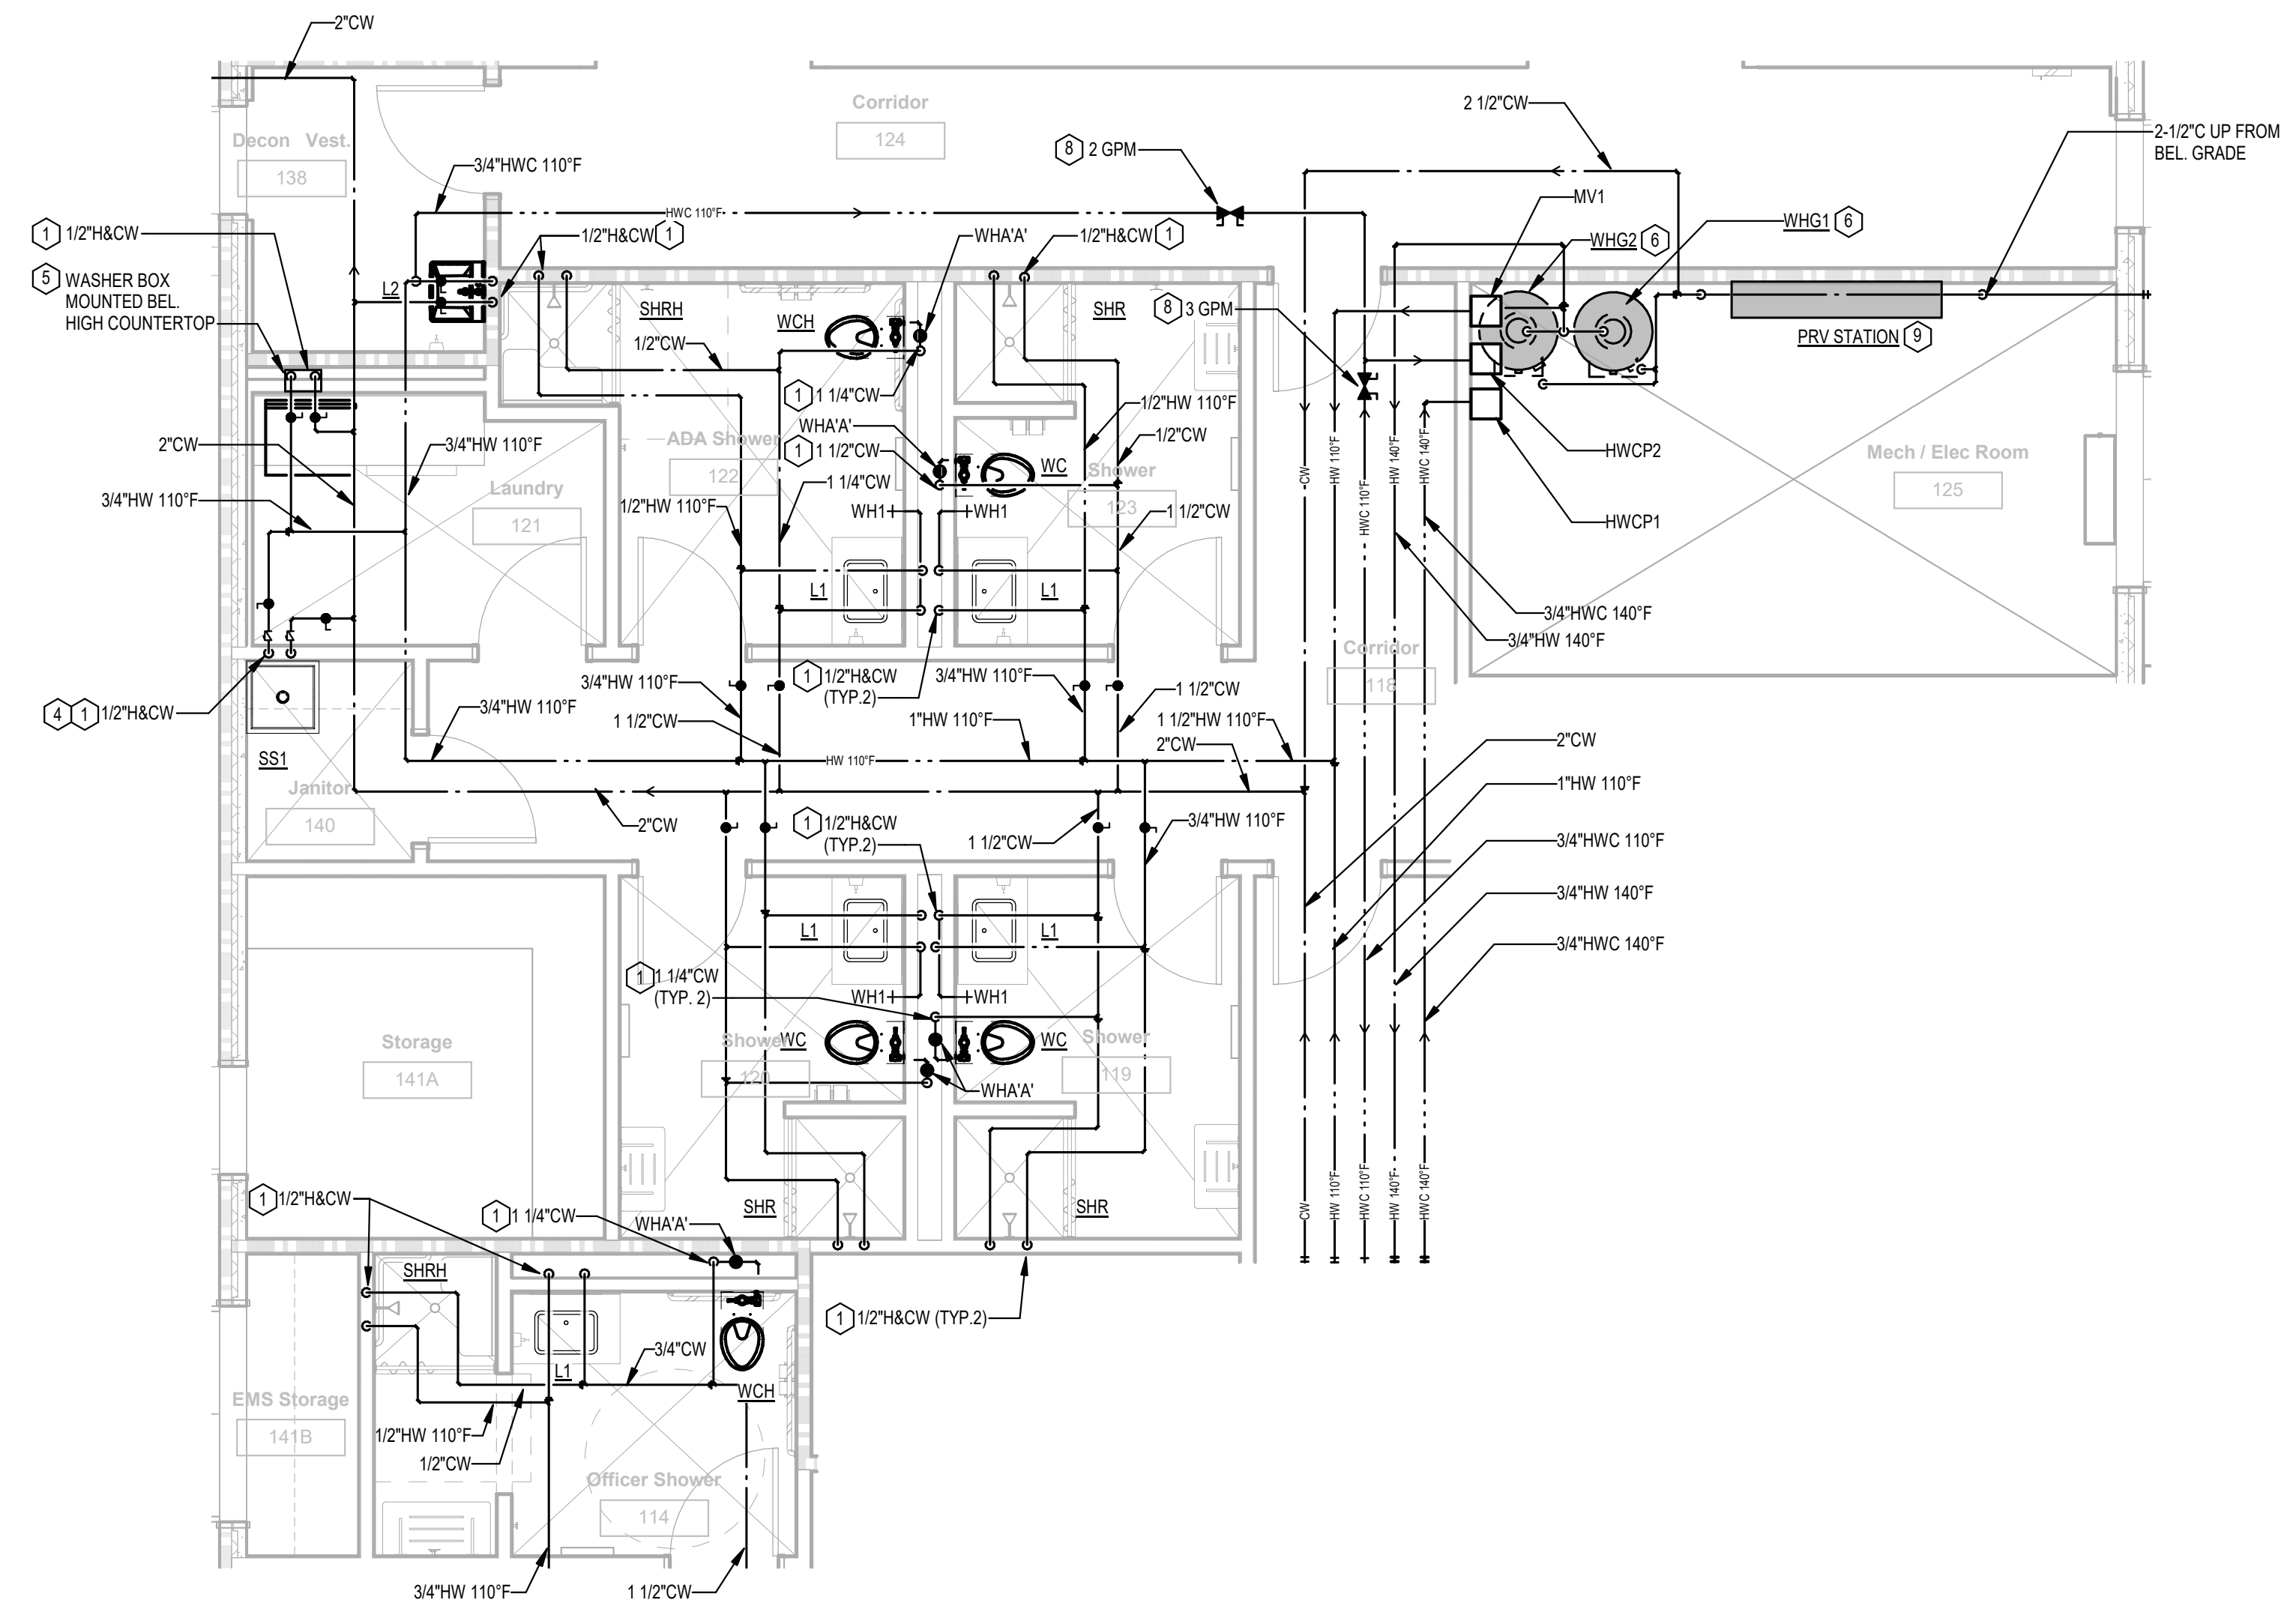 2"CW
Corridor
124
2 1/2"CW
2-1/2"C UP FROM
BEL. GRADE
Decon Vest.
138
8 2 GPM
3/4"HWC 110°F
MV1
HWC 110°F
WHG1 6
WHG2 6
1 1/2"H&CW
1/2"H&CW 1
WHA'A'
1/2"H&CW 1
5 WASHER BOX
MOUNTED BEL.
HIGH COUNTERTOP
L2
SHRH
WCH
SHR
8 3 GPM
PRV STATION 9
1/2"CW
1 1 1/4"CW
1/2"HW 110°F
WHA'A'
1/2"CW
2"CW
3/4"HW 110°F
ADA Shower
122
1 1 1/2"CW
WC
Shower
123
CW
HW 110°F
HWC 110°F
HW 140°F
HWC 140°F
HWCP2
Mech / Elec Room
125
3/4"HW 110°F
Laundry
121
1 1/4"CW
1/2"HW 110°F
WH1
WH1
1 1/2"CW
HWCP1
L1
L1
3/4"HWC 140°F
3/4"HW 140°F
Corridor
118
3/4"HW 110°F
1 1/2"H&CW
(TYP.2)
3/4"HW 110°F
1 1/2"CW
4 1 1/2"H&CW
3/4"HW 110°F
1 1/2"CW
1"HW 110°F
1 1/2"HW 110°F
2"CW
2"CW
SS1
HW 110°F
1"HW 110°F
Janitor
140
2"CW
1 1/2"H&CW
(TYP.2)
1 1/2"CW
3/4"HW 110°F
3/4"HWC 110°F
3/4"HW 140°F
L1
L1
3/4"HWC 140°F
1 1 1/4"CW
(TYP. 2)
WH1
WH1
Storage
141A
Shower
120
WC
WC
Shower
119
WHA'A'
CW
HW 110°F
HWC 110°F
HW 140°F
HWC 140°F
1 1/2"H&CW
1 1 1/4"CW
WHA'A'
SHR
SHR
SHRH
1 1/2"H&CW (TYP.2)
3/4"CW
L1
WCH
EMS Storage
141B
1/2"HW 110°F
1/2"CW
Officer Shower
114
3/4"HW 110°F
1 1/2"CW